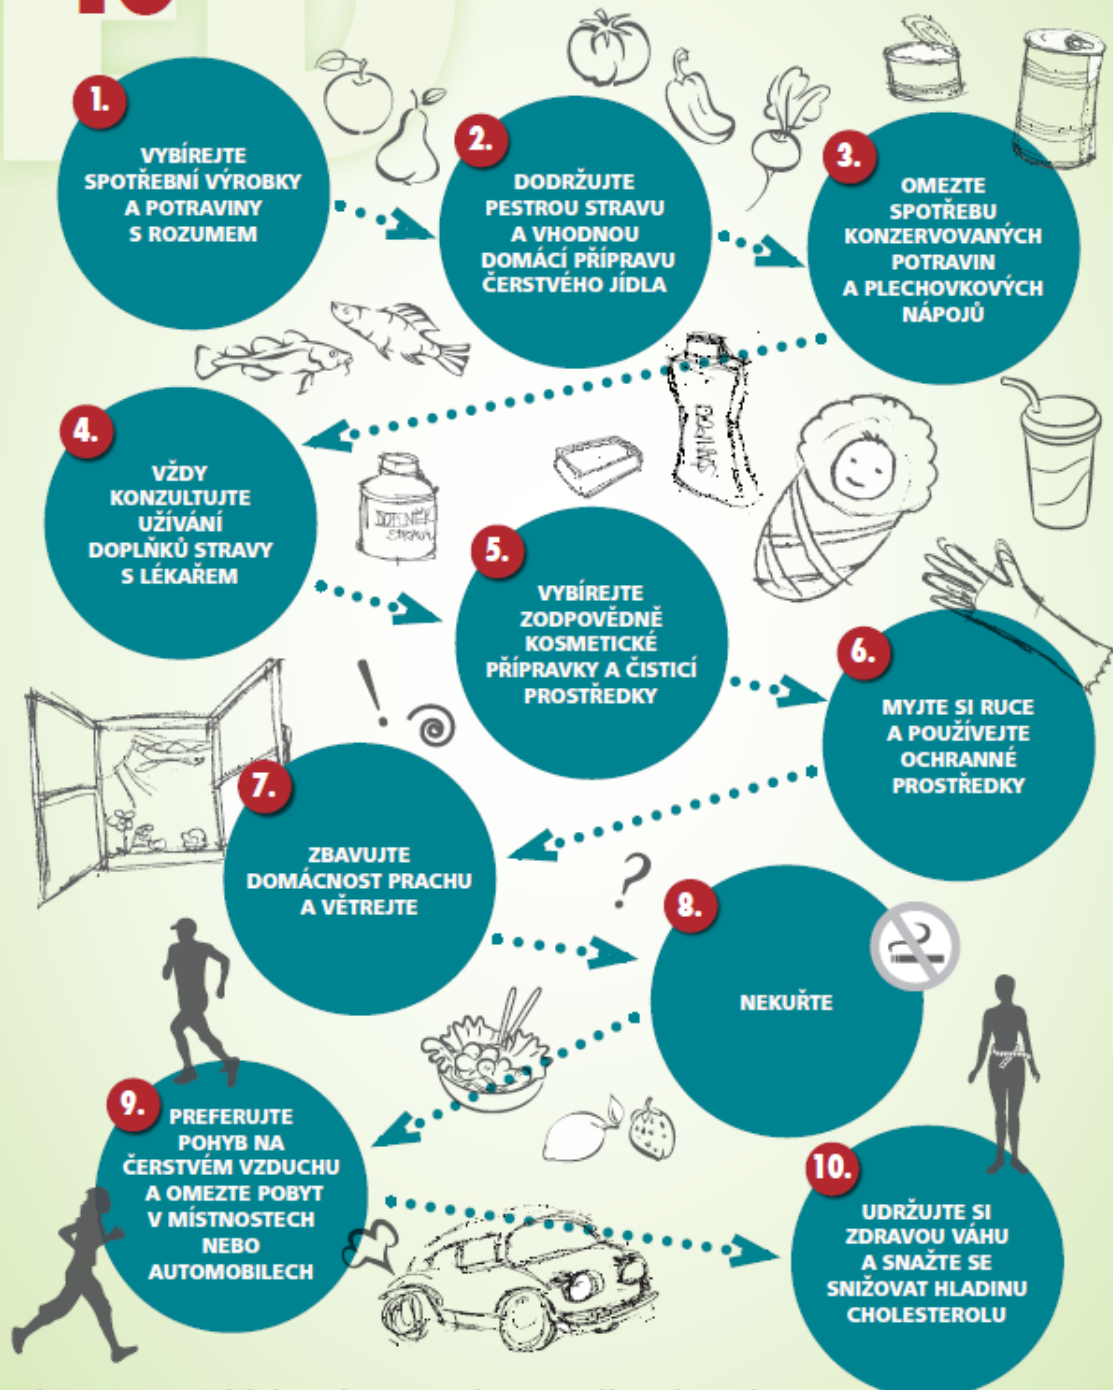 1.
VYBÍREJTE
SPOTŘEBNÍ VÝROBKY
A POTRAVINY
S ROZUMEM
2.
DODRŽUJTE
PESTROU STRAVU
A VHODNOU
DOMÁCÍ PŘÍPRAVU
ČERSTVÉHO JÍDLA
3.
OMEZTE
SPOTŘEBU
KONZERVOVANÝCH
POTRAVIN
A PLECHOVKOVÝCH
NÁPOJŮ
4.
VŽDY
KONZULTUJTE
UŽÍVÁNÍ
DOPLŇKŮ STRAVY
S LÉKAŘEM
DOPLNĚK
STRAVY
5.
VYBÍREJTE
ZODPOVĚDNĚ
KOSMETICKÉ
PŘÍPRAVKY A ČISTICÍ
PROSTŘEDKY
6.
MYJTE SI RUCE
A POUŽÍVEJTE
OCHRANNÉ
PROSTŘEDKY
!
7.
ZBAVUJTE
DOMÁCNOST PRACHU
A VĚTREJTE
?
8.
NEKUŘTE
9.
PREFERUJTE
POHYB NA
ČERSTVÉM VZDUCHU
A OMEZTE POBYT
V MÍSTNOSTECH
NEBO
AUTOMOBILECH
10.
UDRŽUJTE SI
ZDRAVOU VÁHU
A SNAŽTE SE
SNIŽOVAT HLADINU
CHOLESTEROLU